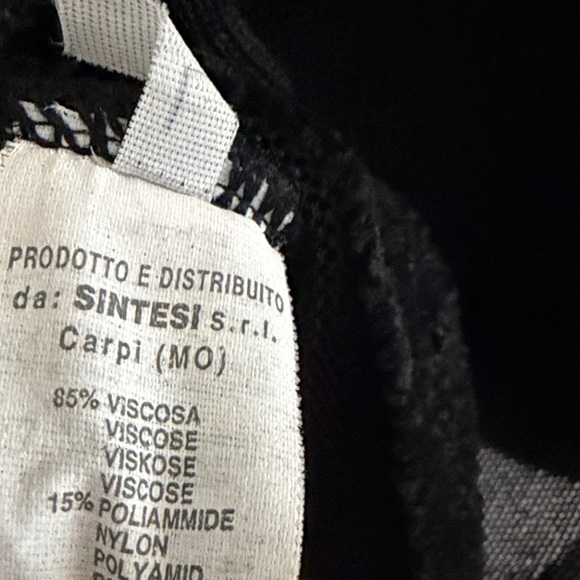 PRODOTTO E DISTRIBUITO
da: SINTESI s.r.l.
Carpi (MO)
85% VISCOSA
VISCOSE
VISKOSE
VISCOSE
15% POLIAMMIDE
NYLON
POLYAMID